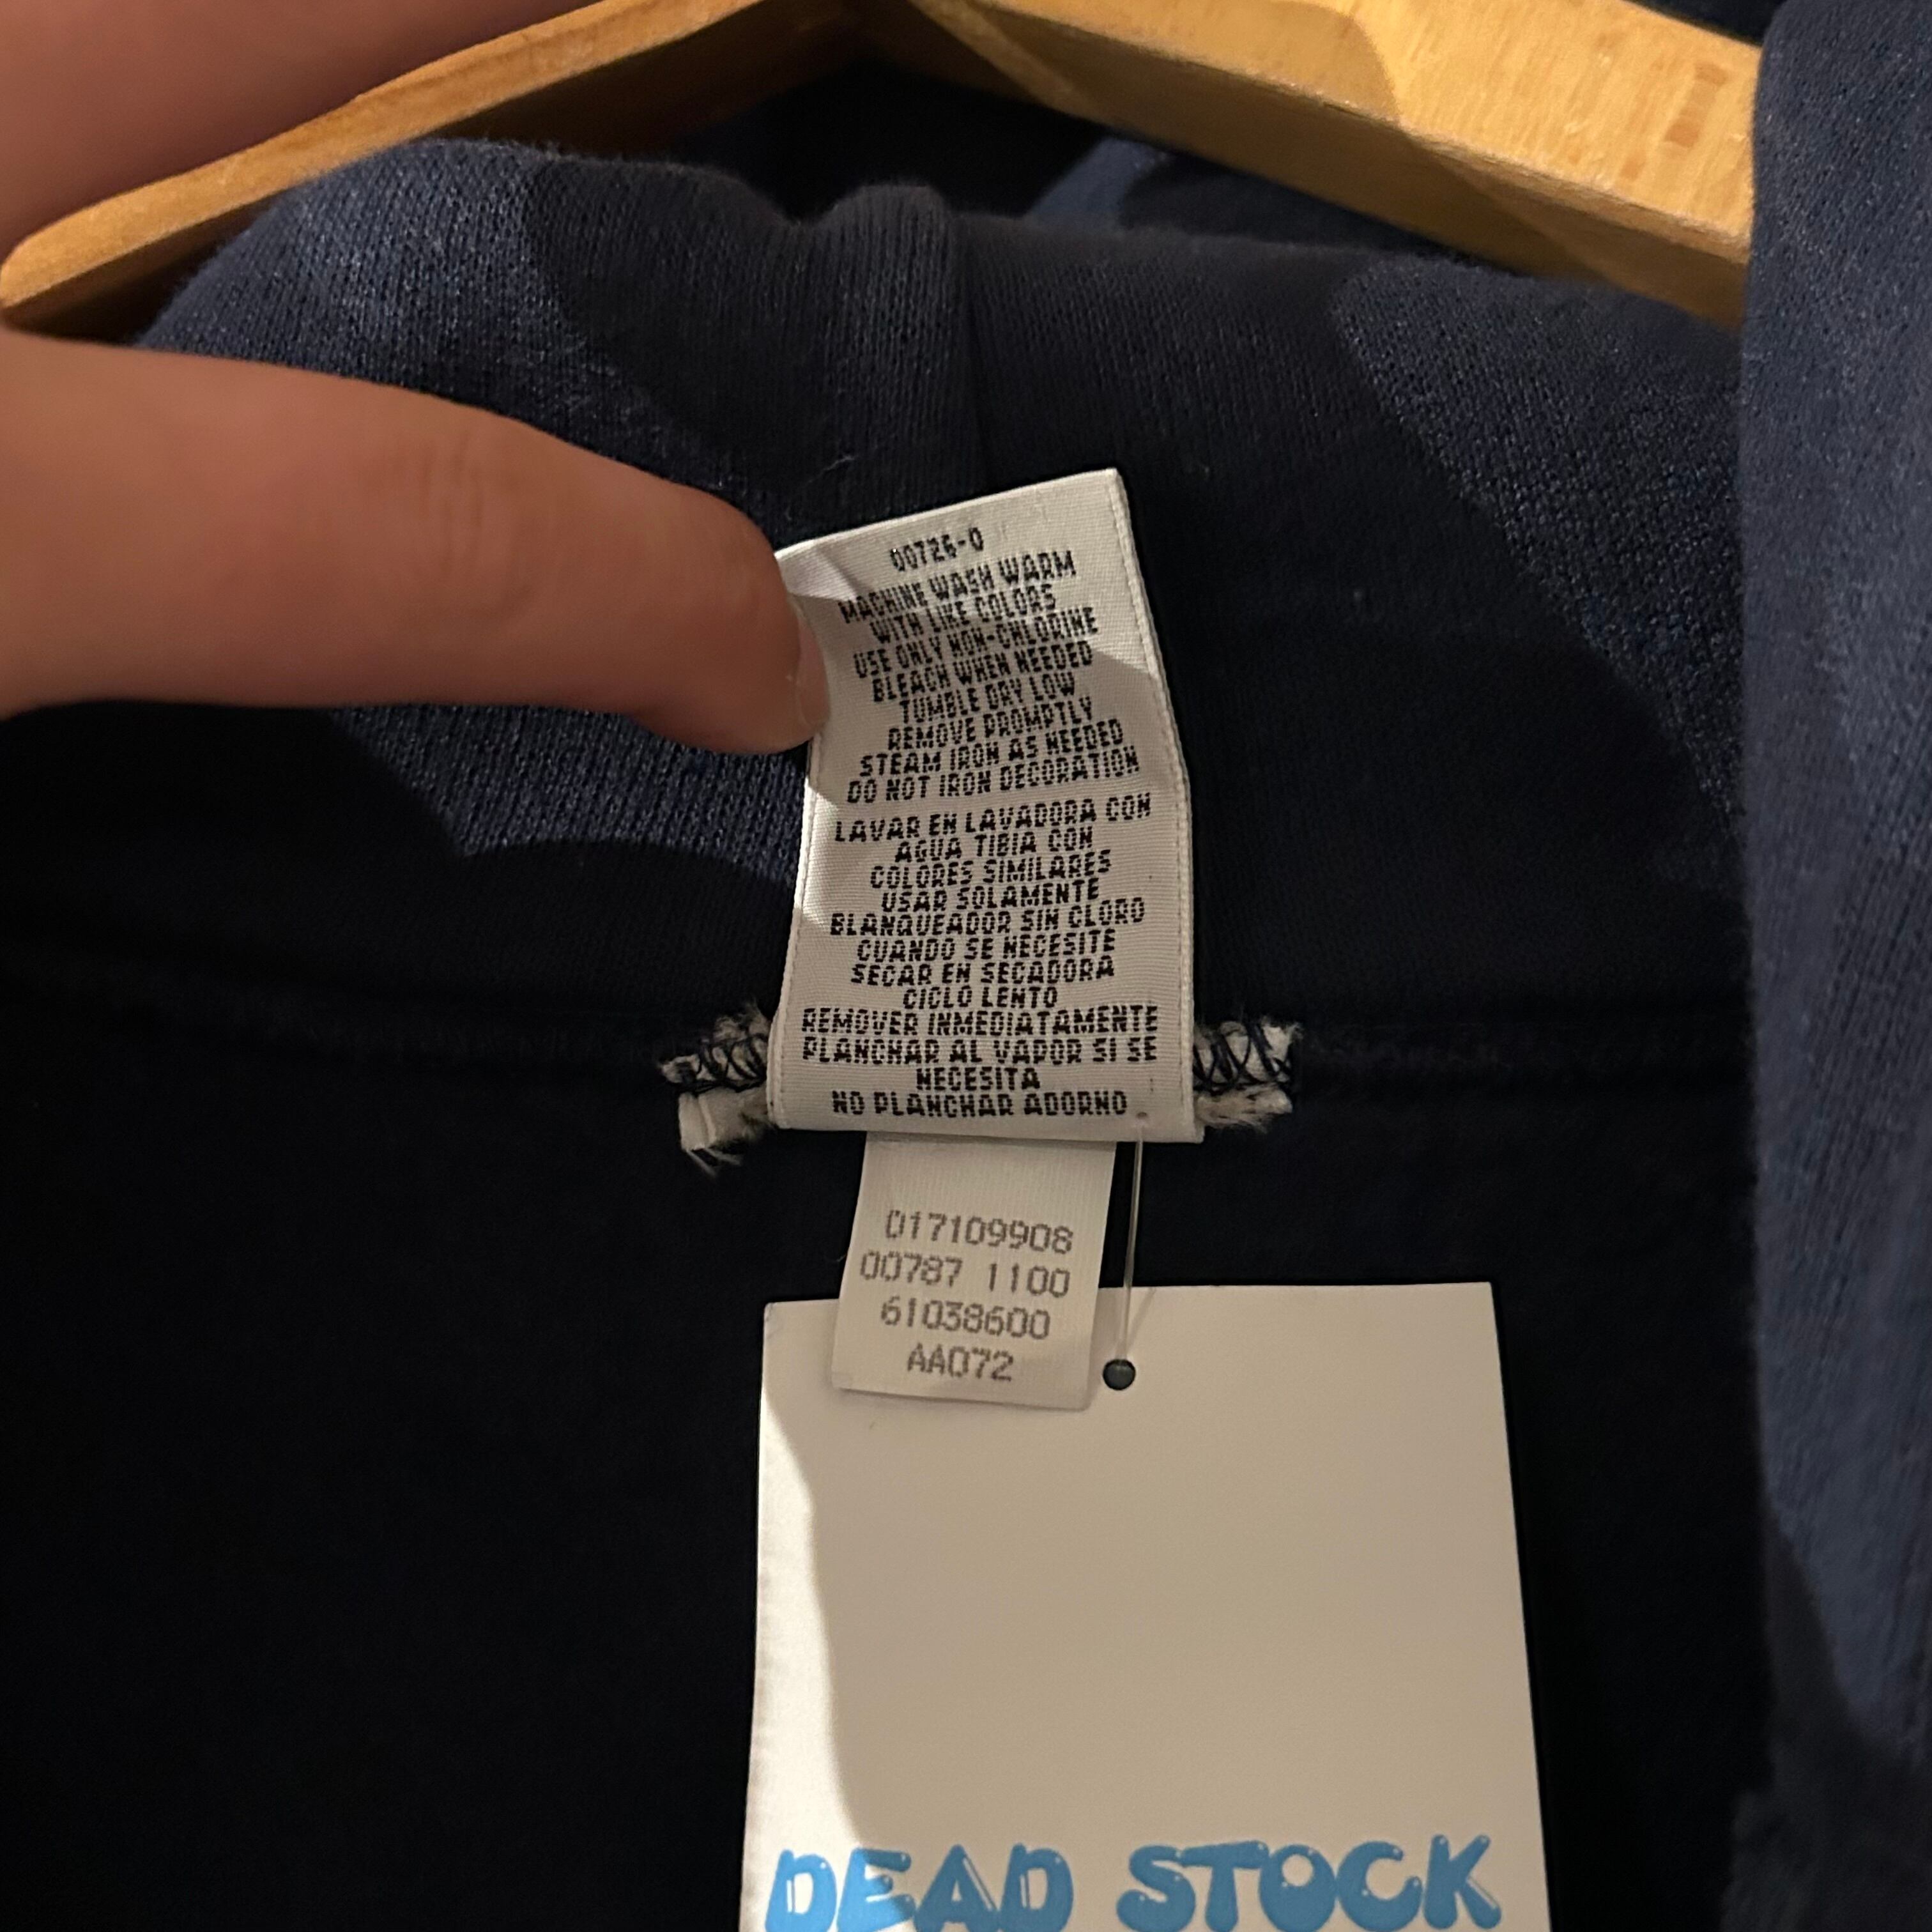 00726-0
MACHINE WASH WARM
WITH LIKE COLORS
USE ONLY NON-CHLORINE
BLEACH WHEN NEEDED
TUMBLE DRY LOW
REMOVE PROMPTLY
STEAM IRON AS NEEDED
DO NOT IRON DECORATION
LAVAR EN LAVADORA CON
AGUA TIBIA CON
COLORES SIMILARES
USAR SOLAMENTE
BLANQUEADOR SIN CLORO
CUANDO SE NECESITE
SECAR EN SECADORA
CICLO LENTO
REMOVER INMEDIATAMENTE
PLANCHAR AL VAPOR SI SE
NECESITA
NO PLANCHAR ADORNO
017109908
00787 1100
61038600
AA072
DEAD STOCK